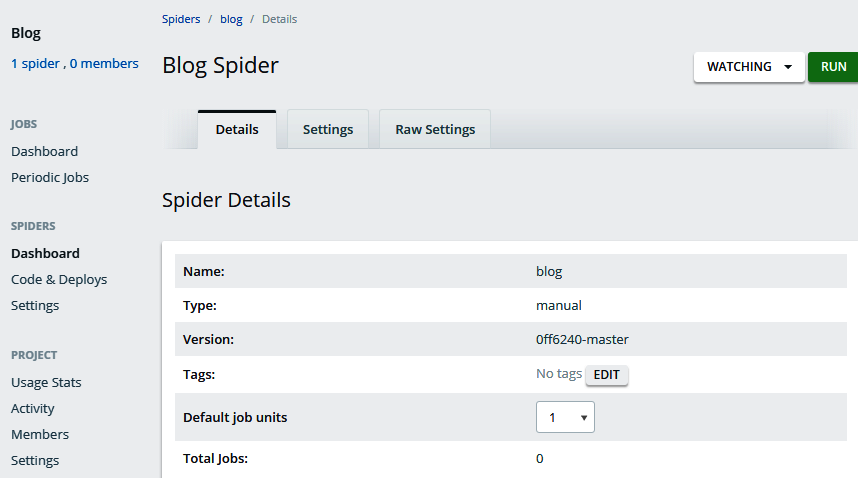 Blog
1 spider , 0 members
JOBS
Dashboard
Periodic Jobs
SPIDERS
Dashboard
Code & Deploys
Settings
PROJECT
Usage Stats
Activity
Members
Settings
Spiders / blog / Details
Blog Spider
WATCHING
RUN
Details
Settings
Raw Settings
Spider Details
Name: blog
Type: manual
Version: 0ff6240-master
Tags: No tags EDIT
Default job units 1
Total Jobs: 0